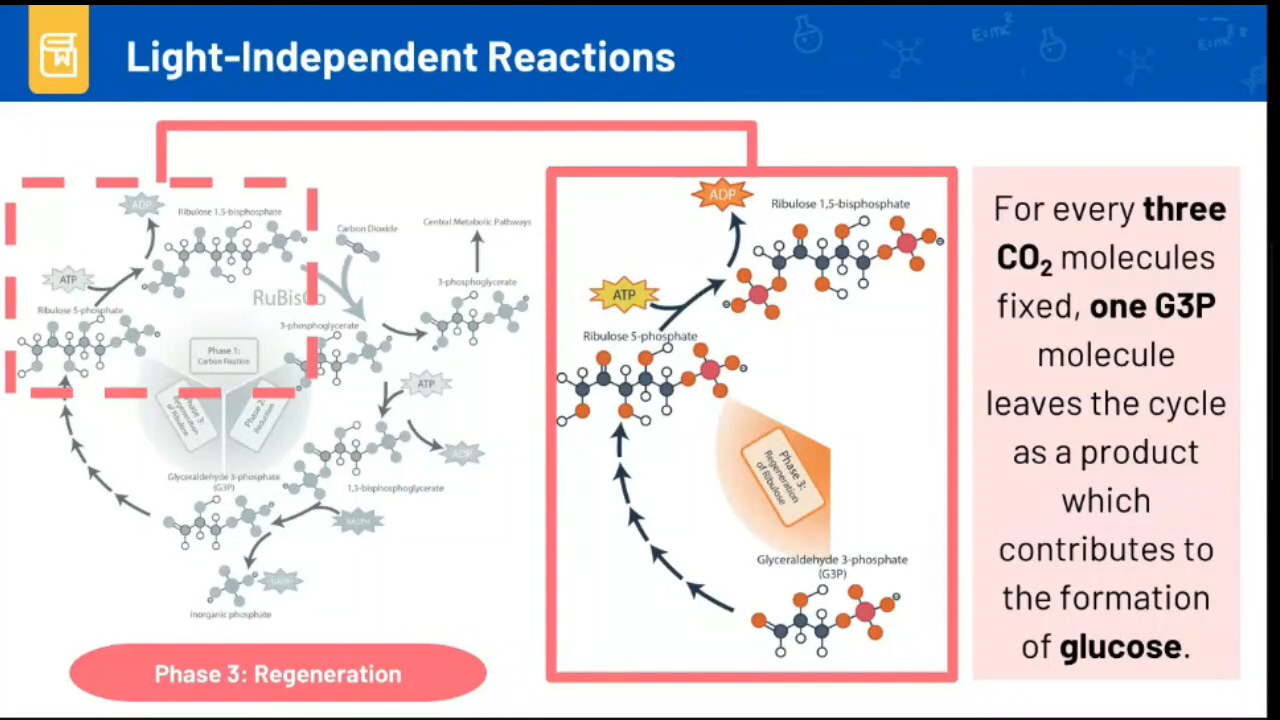 Light-Independent Reactions
E=mc²
ADP
Ribulose 1,5-bisphosphate
Carbon Dioxide
Central Metabolic Pathways
ATP
RuBisCo
3-phosphoglycerate
Ribulose 5-phosphate
3-phosphoglycerate
Phase 1:
Carbon Fixation
ATP
Phase 3:
Regeneration
of Ribulose
Phase 2:
Reduction
ADP
Glyceraldehyde 3-phosphate
(G3P)
1,3-bisphosphoglycerate
NADPH
Inorganic phosphate
Phase 3: Regeneration
ADP
Ribulose 1,5-bisphosphate
ATP
Ribulose 5-phosphate
Phase 3:
Regeneration
of Ribulose
Glyceraldehyde 3-phosphate
(G3P)
For every three
CO₂ molecules
fixed, one G3P
molecule
leaves the cycle
as a product
which
contributes to
the formation
of glucose.